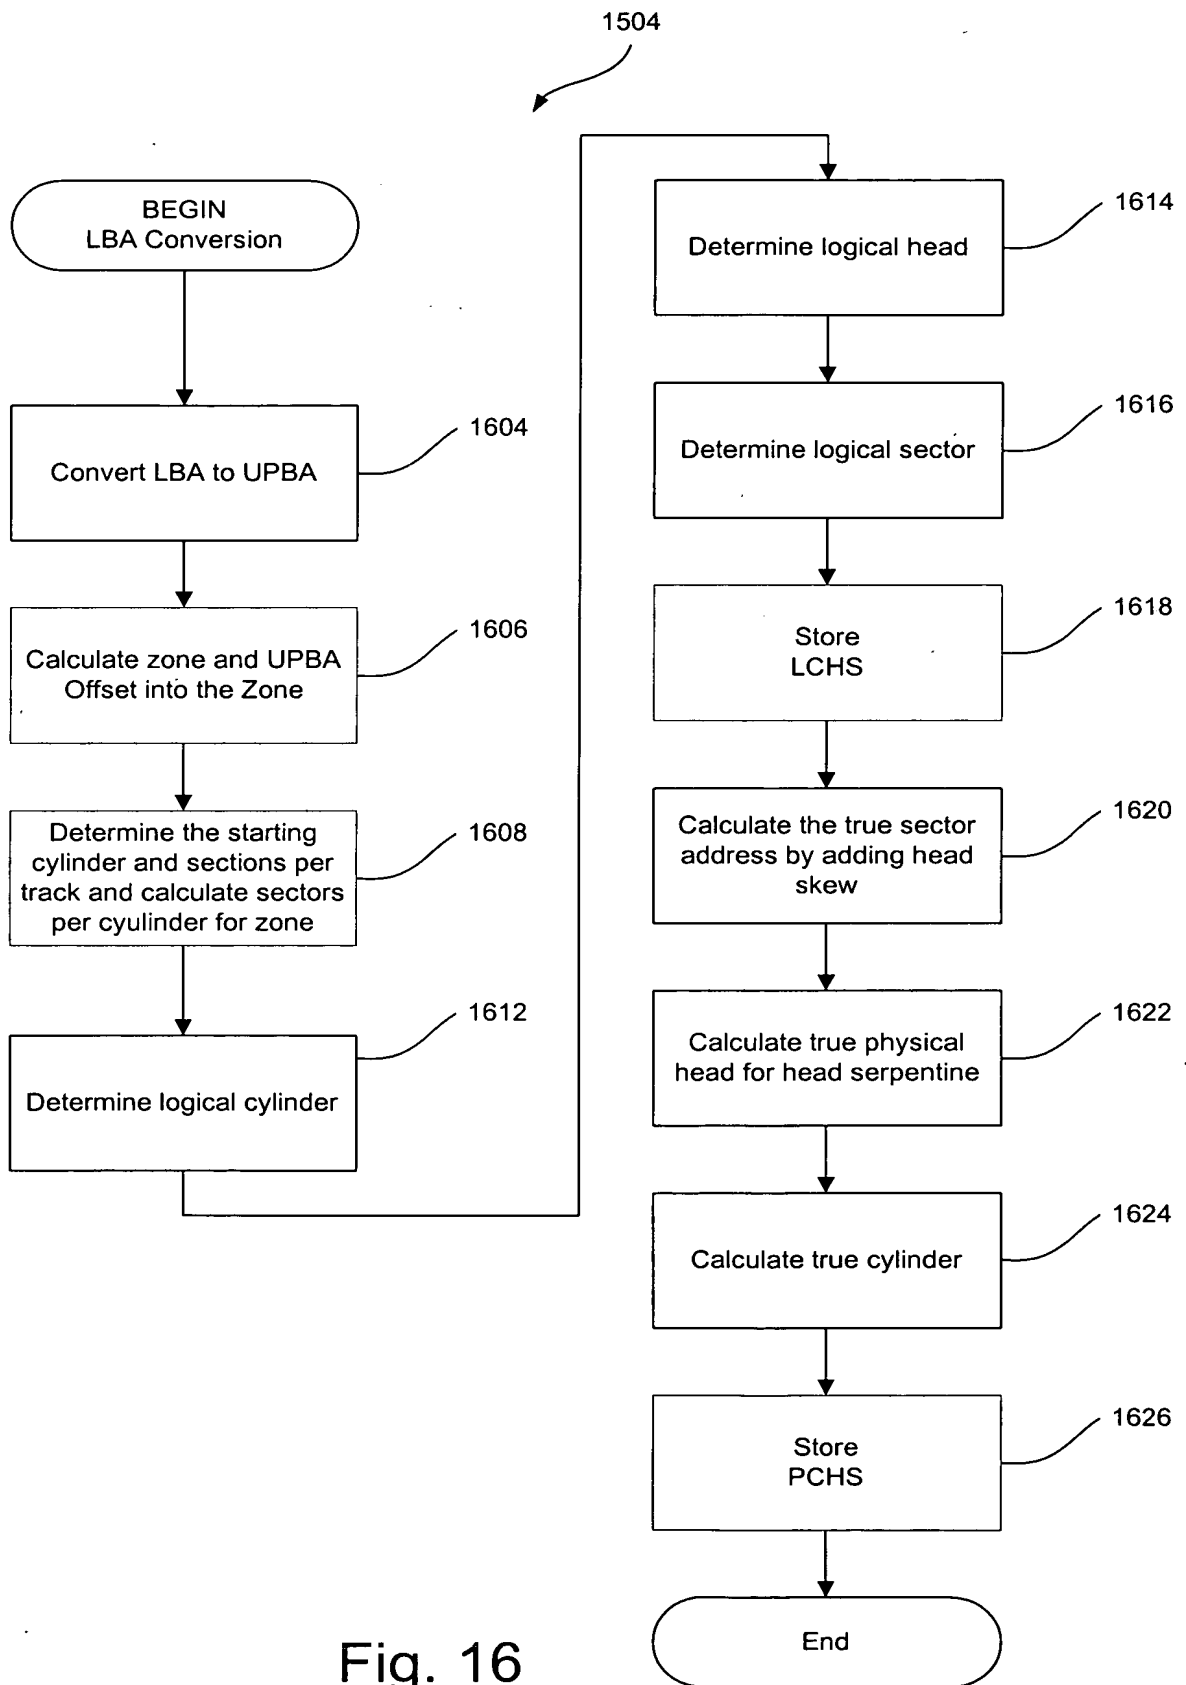 1504
BEGIN
LBA Conversion
Convert LBA to UPBA
1604
Calculate zone and UPBA
Offset into the Zone
1606
Determine the starting
cylinder and sections per
track and calculate sectors
per cyulinder for zone
1608
Determine logical cylinder
1612
Determine logical head
1614
Determine logical sector
1616
Store
LCHS
1618
Calculate the true sector
address by adding head
skew
1620
Calculate true physical
head for head serpentine
1622
Calculate true cylinder
1624
Store
PCHS
1626
End
Fig. 16